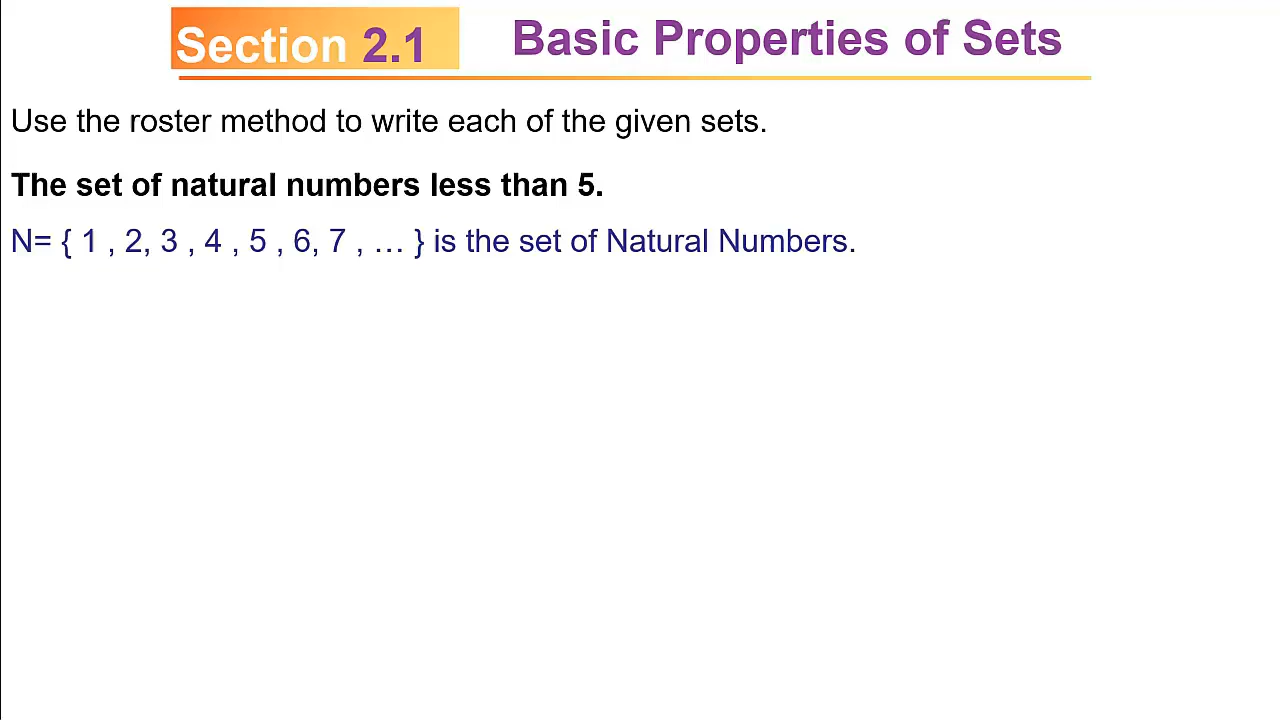 Section 2.1 Basic Properties of Sets
Use the roster method to write each of the given sets.
The set of natural numbers less than 5.
N= { 1 , 2, 3 , 4 , 5 , 6, 7 , … } is the set of Natural Numbers.